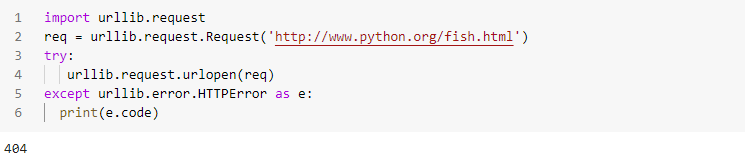 1 import urllib.request
2 req = urllib.request.Request('http://www.python.org/fish.html')
3 try:
4 urllib.request.urlopen(req)
5 except urllib.error.HTTPError as e:
6 print(e.code)
404